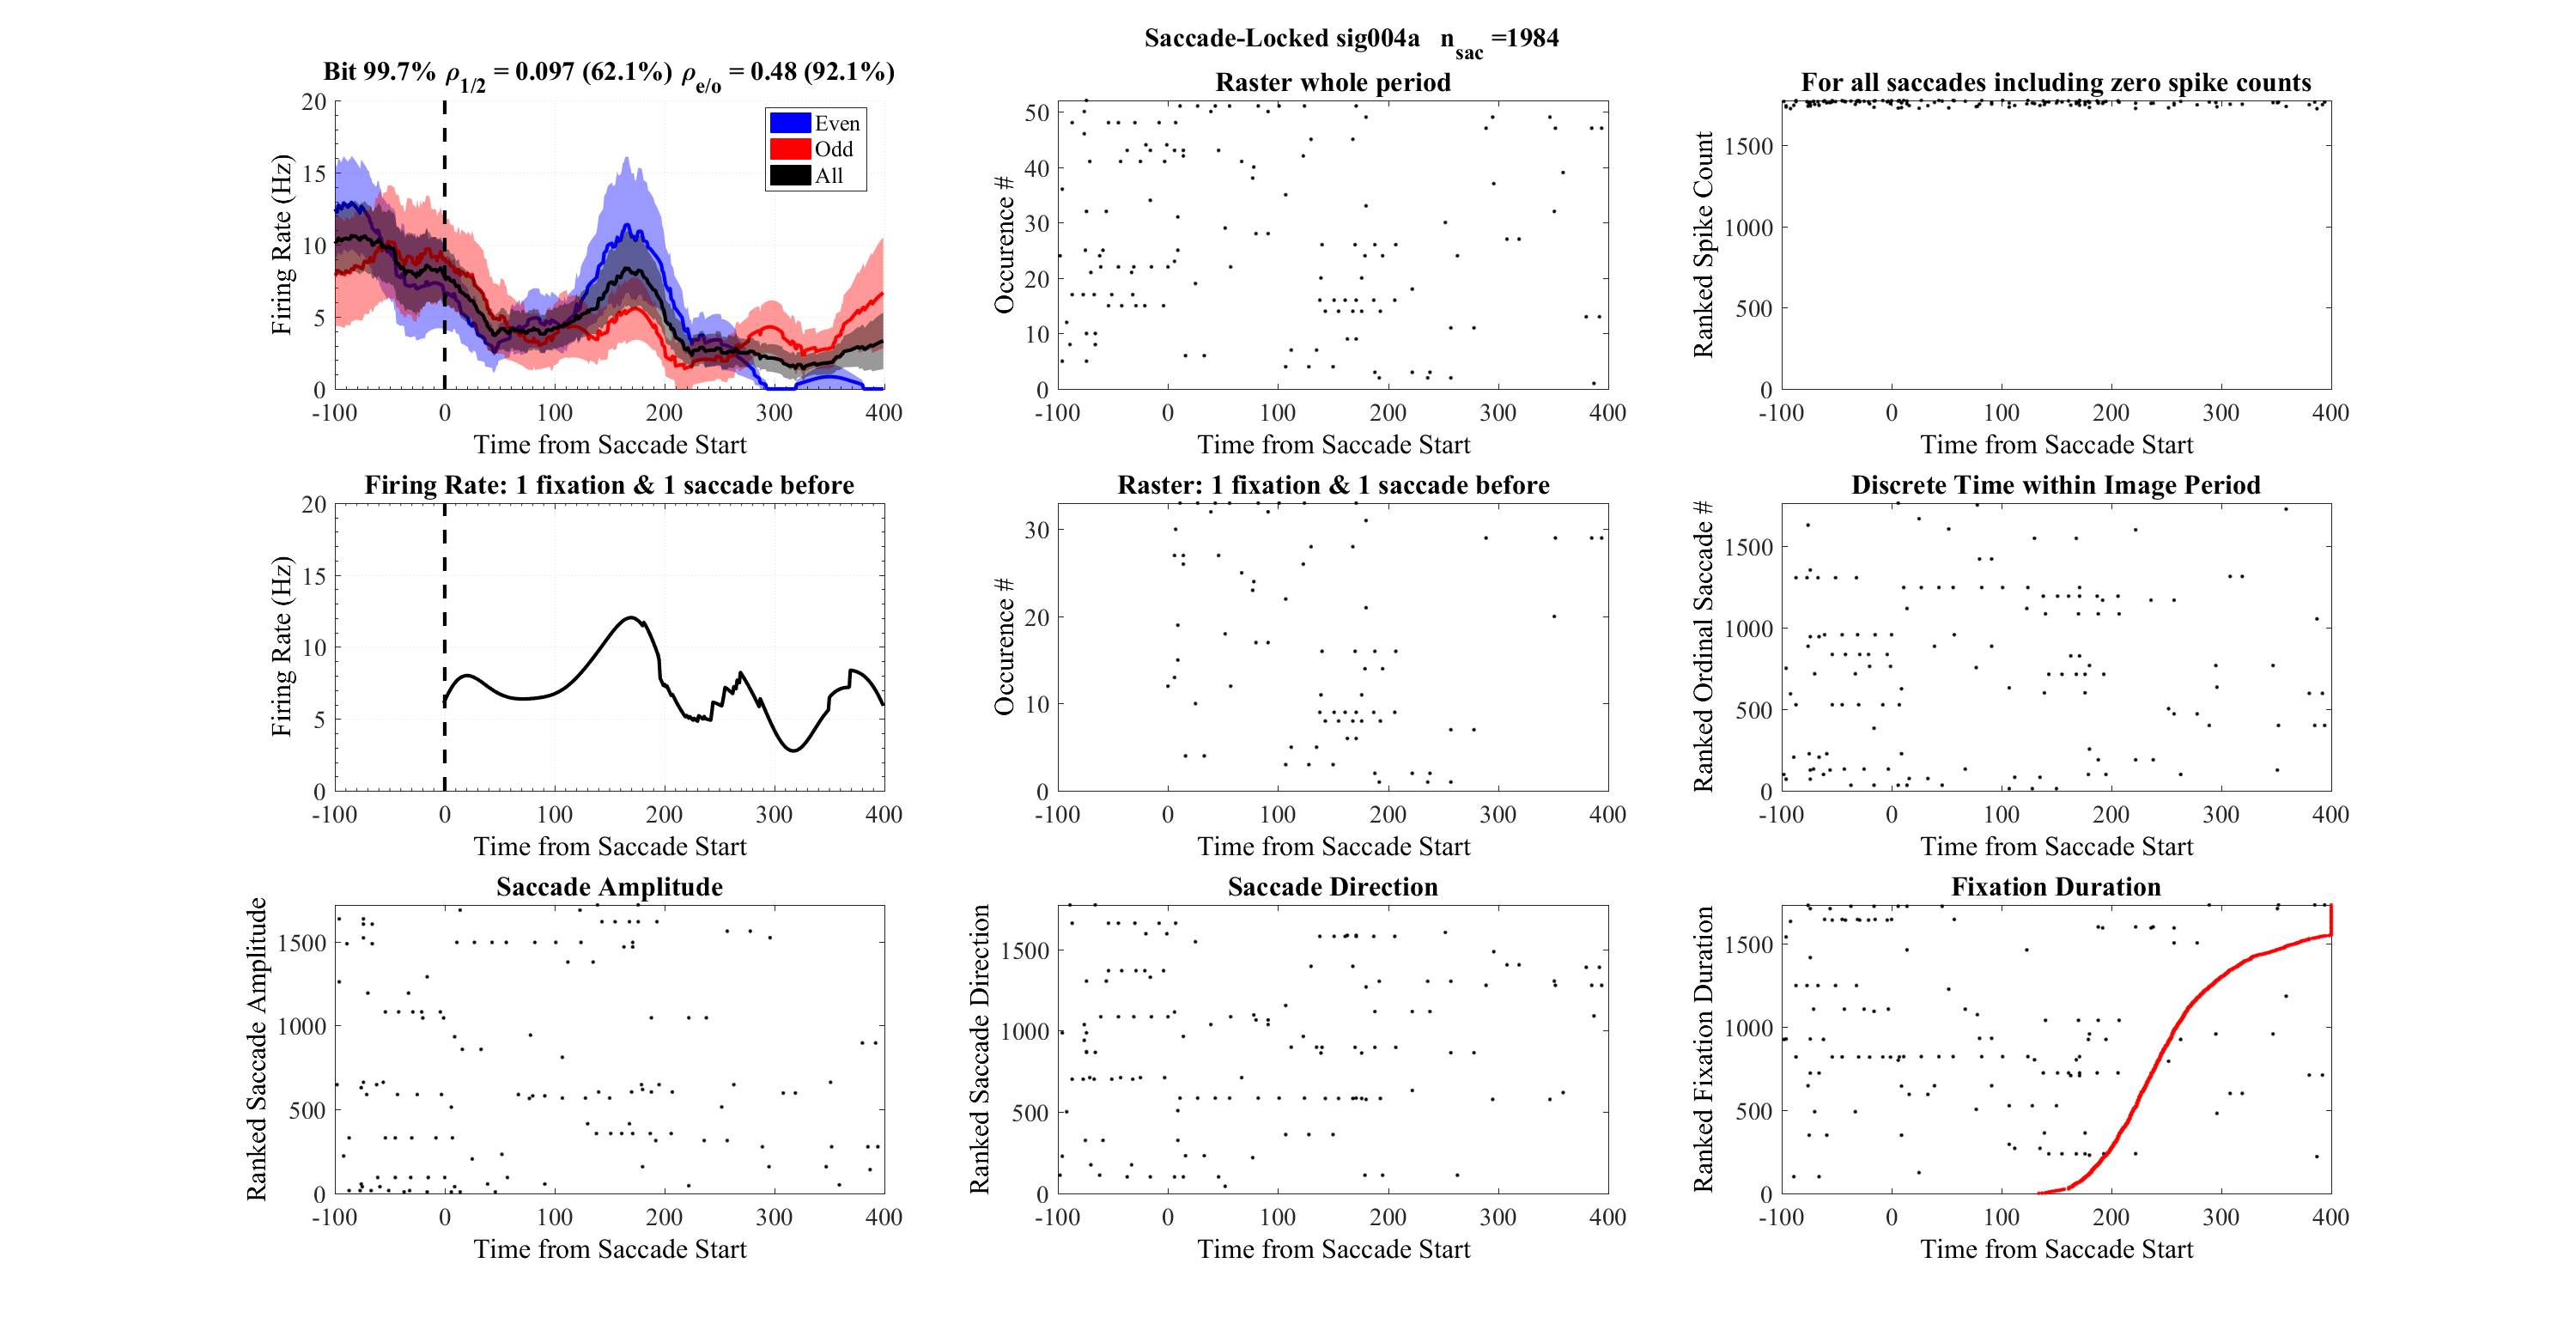 Saccade-Locked sig004a n_sac =1984
Bit 99.7% ρ_1/2 = 0.097 (62.1%) ρ_e/o = 0.48 (92.1%)
Firing Rate (Hz)
20
15
10
5
0
Even
Odd
All
-100 0 100 200 300 400
Time from Saccade Start
Raster whole period
Occurence #
50
40
30
20
10
0
-100 0 100 200 300 400
Time from Saccade Start
For all saccades including zero spike counts
Ranked Spike Count
1500
1000
500
0
-100 0 100 200 300 400
Time from Saccade Start
Firing Rate: 1 fixation & 1 saccade before
Firing Rate (Hz)
20
15
10
5
0
-100 0 100 200 300 400
Time from Saccade Start
Raster: 1 fixation & 1 saccade before
Occurence #
30
20
10
0
-100 0 100 200 300 400
Time from Saccade Start
Discrete Time within Image Period
Ranked Ordinal Saccade #
1500
1000
500
0
-100 0 100 200 300 400
Time from Saccade Start
Saccade Amplitude
Ranked Saccade Amplitude
1500
1000
500
0
-100 0 100 200 300 400
Time from Saccade Start
Saccade Direction
Ranked Saccade Direction
1500
1000
500
0
-100 0 100 200 300 400
Time from Saccade Start
Fixation Duration
Ranked Fixation Duration
1500
1000
500
0
-100 0 100 200 300 400
Time from Saccade Start